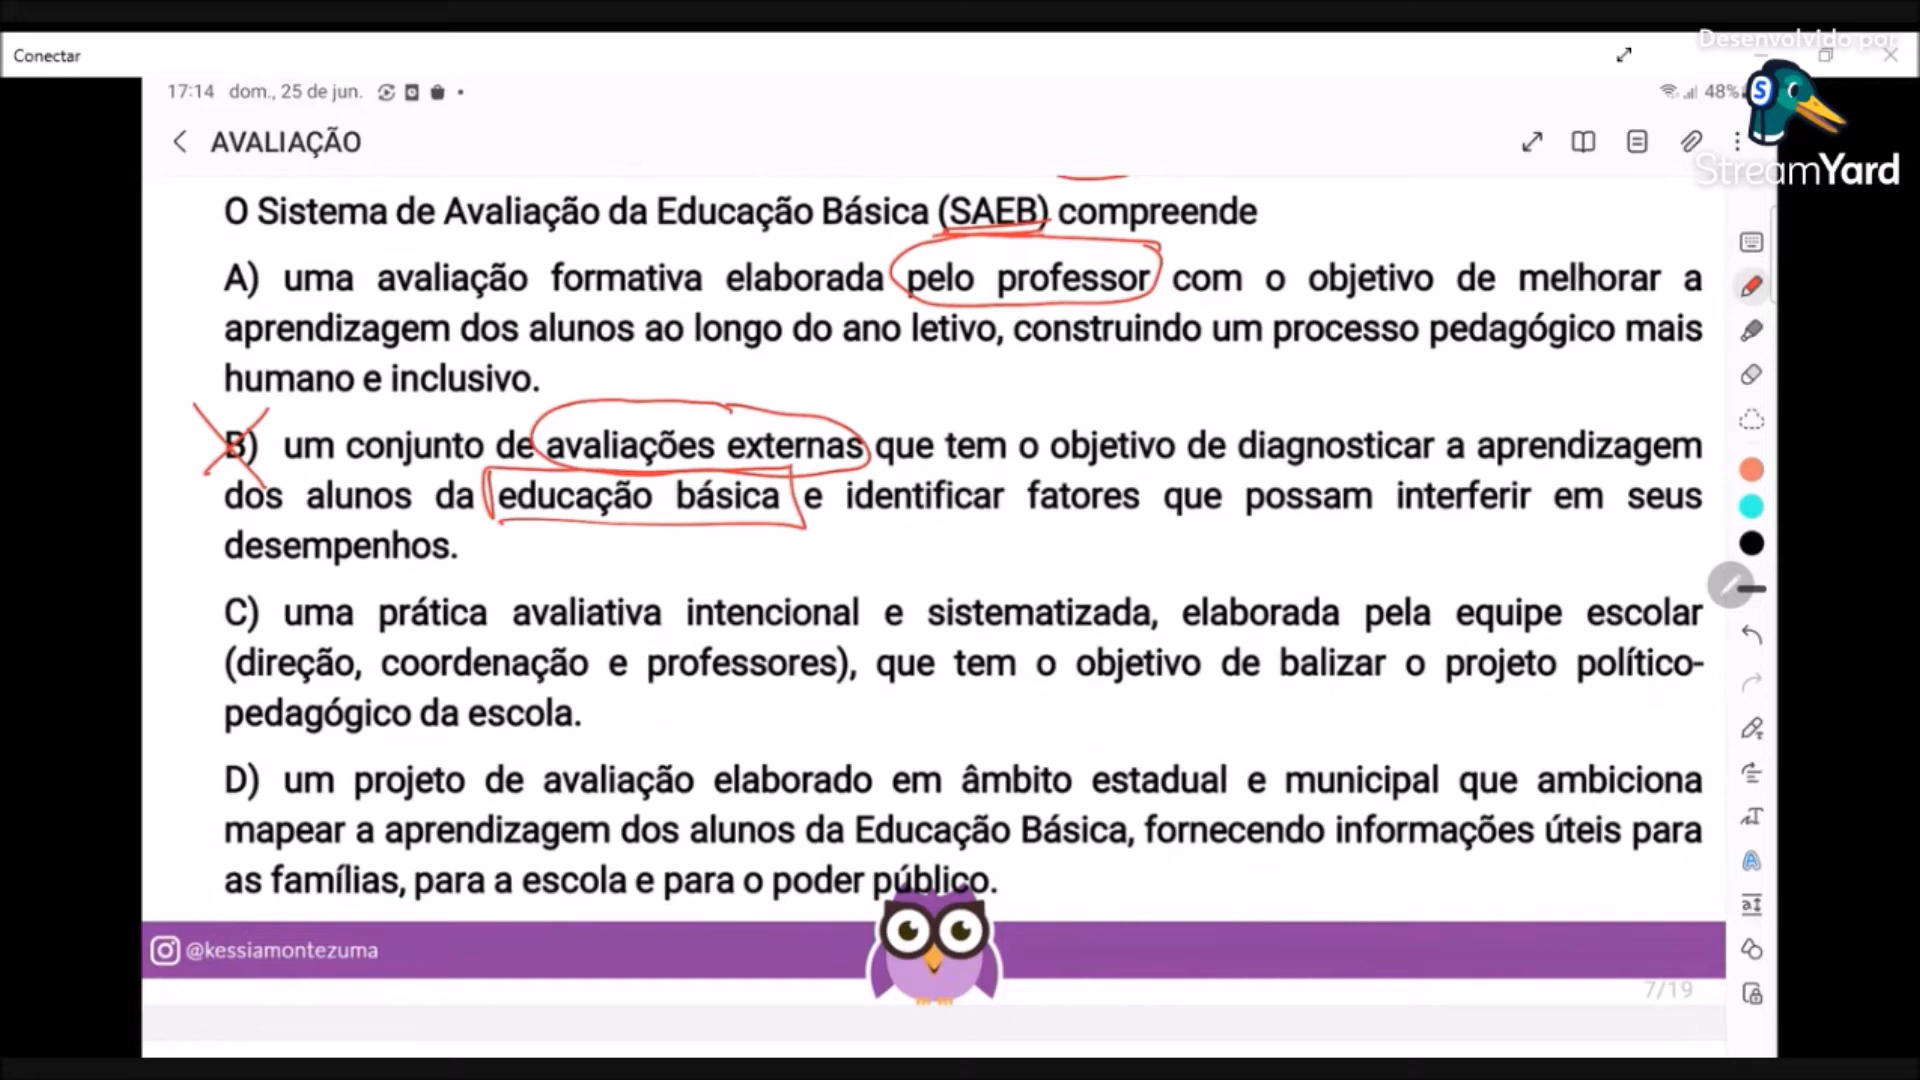 Desenvolvido por
Conectar
17:14 dom., 25 de jun.
48%
AVALIAÇÃO
StreamYard
O Sistema de Avaliação da Educação Básica (SAEB) compreende
A) uma avaliação formativa elaborada pelo professor com o objetivo de melhorar a
aprendizagem dos alunos ao longo do ano letivo, construindo um processo pedagógico mais
humano e inclusivo.
B) um conjunto de avaliações externas que tem o objetivo de diagnosticar a aprendizagem
dos alunos da educação básica e identificar fatores que possam interferir em seus
desempenhos.
C) uma prática avaliativa intencional e sistematizada, elaborada pela equipe escolar
(direção, coordenação e professores), que tem o objetivo de balizar o projeto político-
pedagógico da escola.
D) um projeto de avaliação elaborado em âmbito estadual e municipal que ambiciona
mapear a aprendizagem dos alunos da Educação Básica, fornecendo informações úteis para
as famílias, para a escola e para o poder público.
@kessiamontezuma
7/19